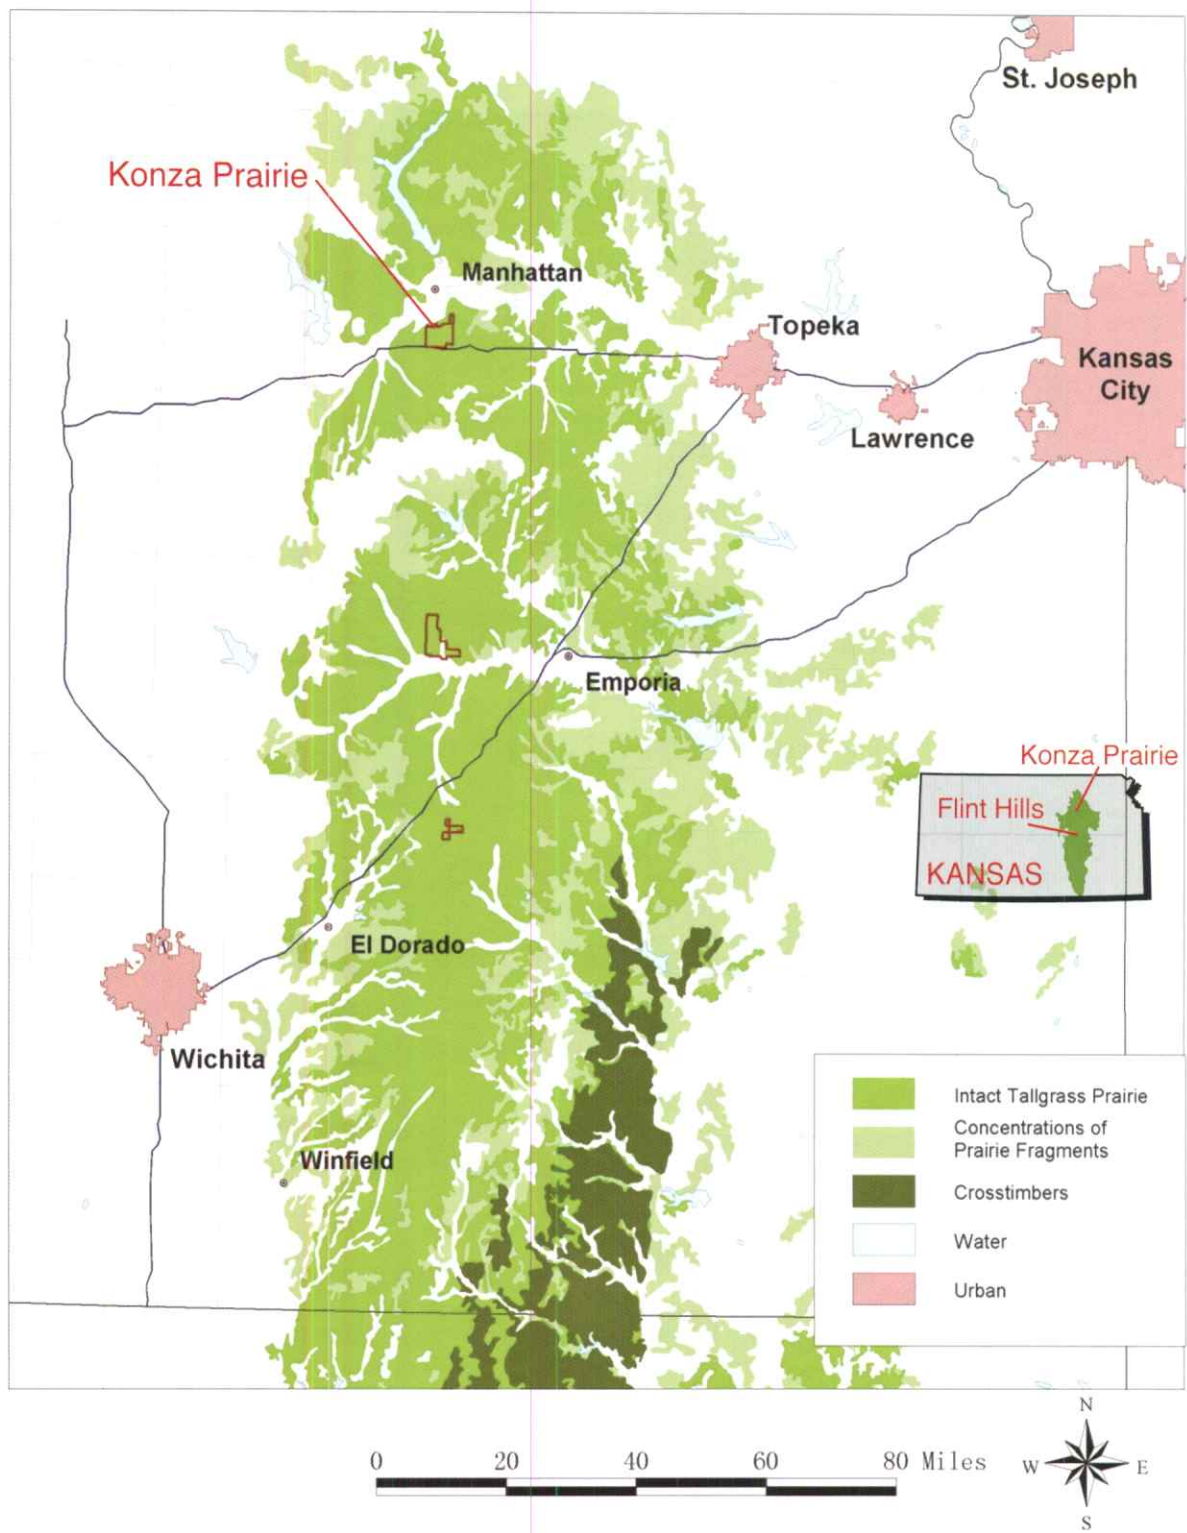 St. Joseph
Konza Prairie
Manhattan
Topeka
Kansas
City
Lawrence
Emporia
Konza Prairie
Flint Hills
KANSAS
El Dorado
Wichita
Winfield
Intact Tallgrass Prairie
Concentrations of
Prairie Fragments
Crosstimbers
Water
Urban
N
0 20 40 60 80 Miles
W E
S